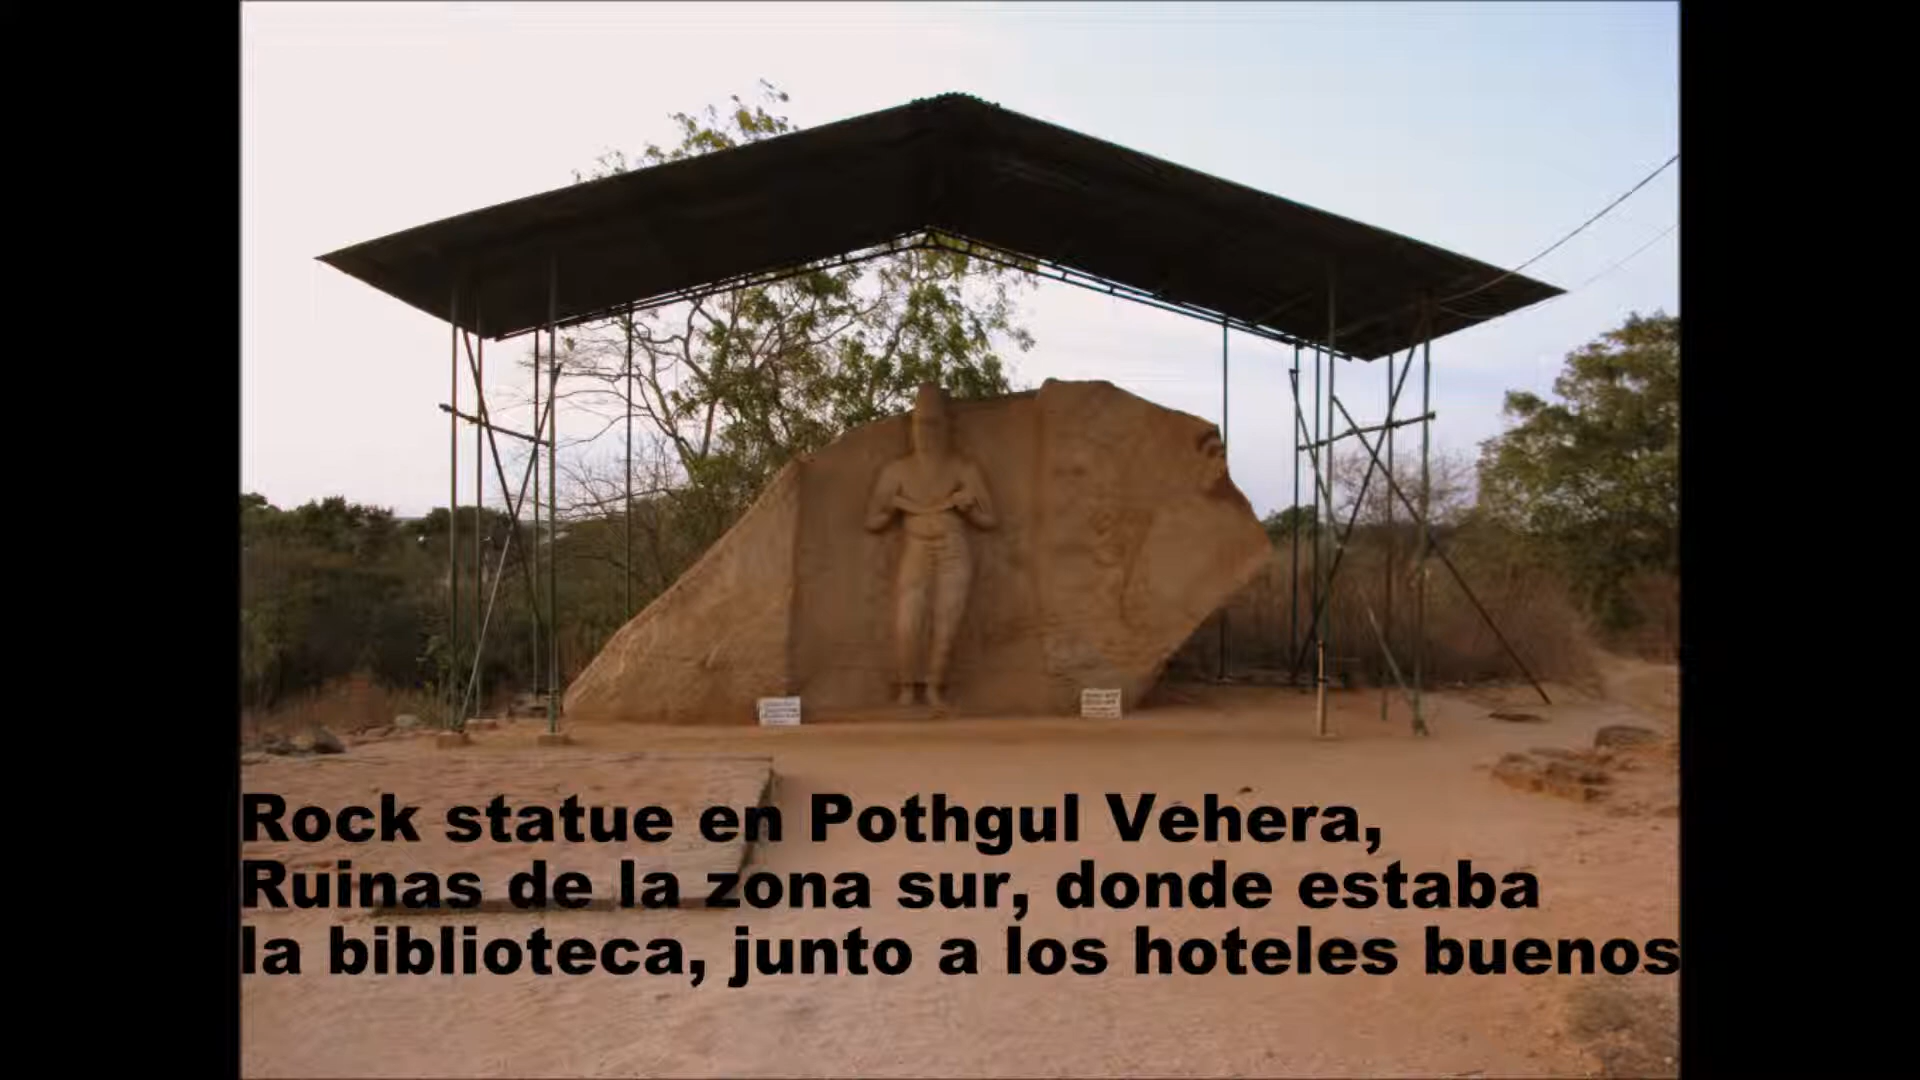 Rock statue en Pothgul Vehera,
Ruinas de la zona sur, donde estaba
la biblioteca, junto a los hoteles buenos